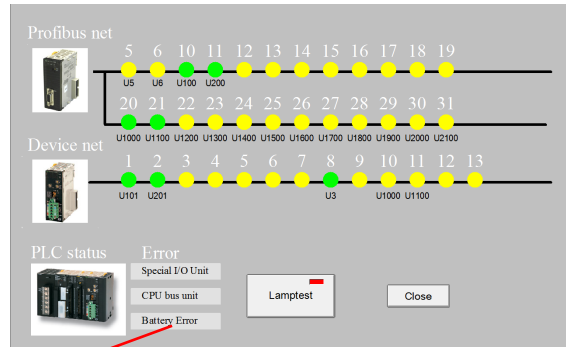 Profibus net
5 6 10 11 12 13 14 15 16 17 18 19
U5 U6 U100 U200
20 21 22 23 24 25 26 27 28 29 30 31
U1000 U1100 U1200 U1300 U1400 U1500 U1600 U1700 U1800 U1900 U2000 U2100
Device net
1 2 3 4 5 6 7 8 9 10 11 12 13
U101 U201 U3 U1000 U1100
PLC status Error
Special I/O Unit
CPU bus unit
Battery Error
Lamptest
Close